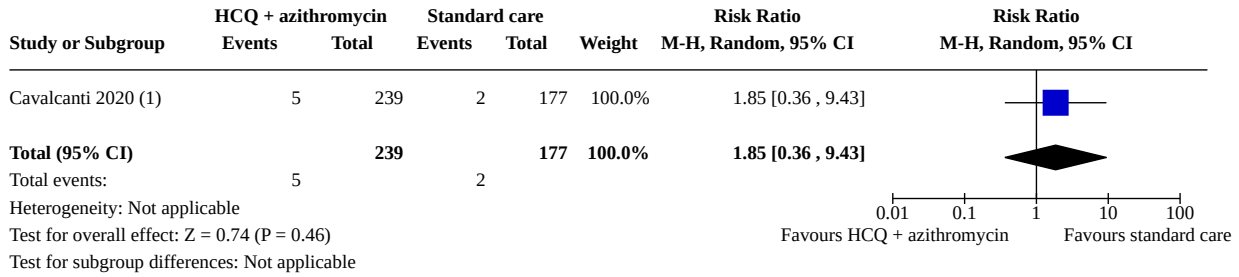 HCQ + azithromycin Standard care Risk Ratio Risk Ratio
Study or Subgroup Events Total Events Total Weight M-H, Random, 95% CI M-H, Random, 95% CI
Cavalcanti 2020 (1) 5 239 2 177 100.0% 1.85 [0.36 , 9.43]
Total (95% CI) 239 177 100.0% 1.85 [0.36 , 9.43]
Total events: 5 2
Heterogeneity: Not applicable
0.01 0.1 1 10 100
Test for overall effect: Z = 0.74 (P = 0.46) Favours HCQ + azithromycin Favours standard care
Test for subgroup differences: Not applicable